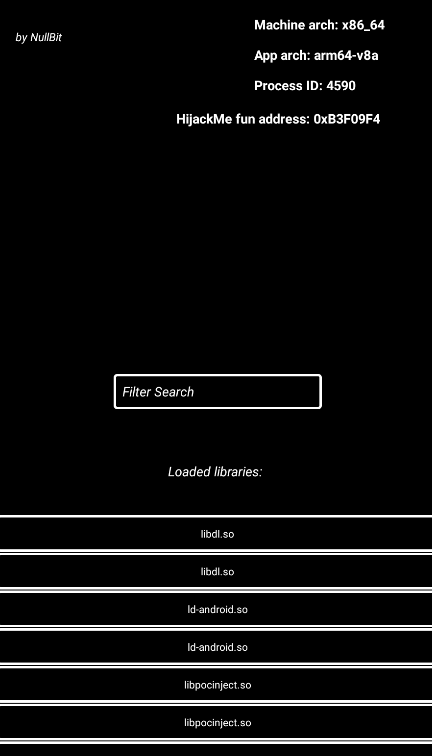 Machine arch: x86_64
by NullBit
App arch: arm64-v8a
Process ID: 4590
HijackMe fun address: 0xB3F09F4
Filter Search
Loaded libraries:
libdl.so
libdl.so
ld-android.so
ld-android.so
libpocinject.so
libpocinject.so